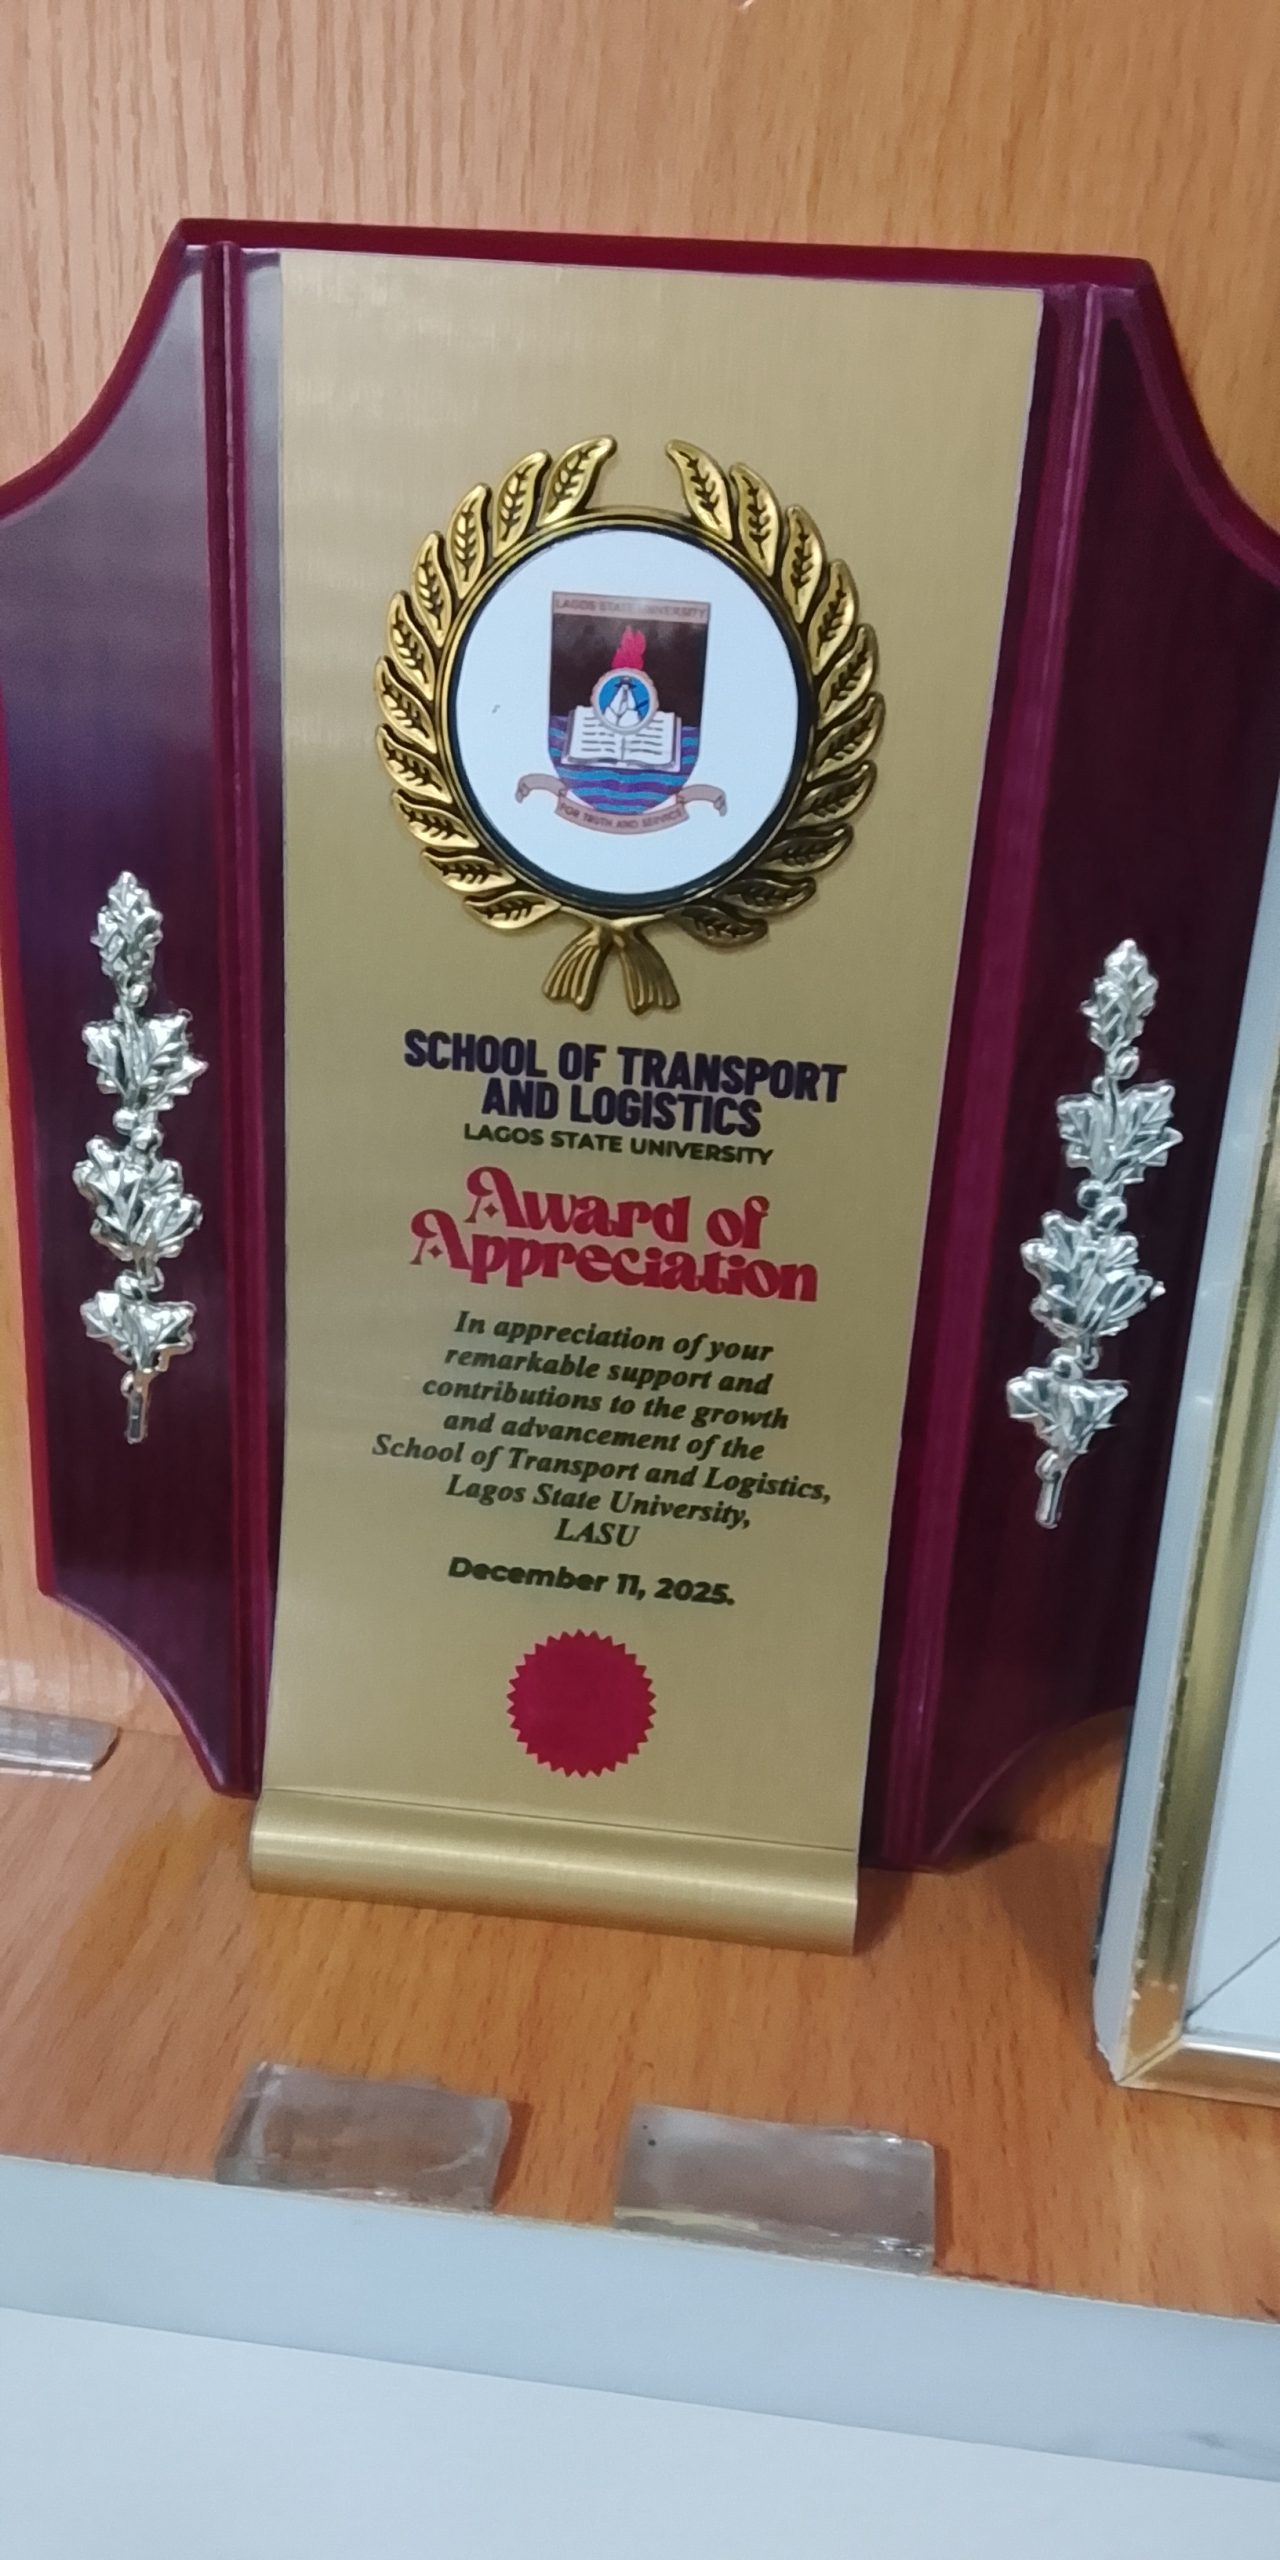 LAGOS STATE UNIVERSITY
FOR TRUTH AND SERVICE
SCHOOL OF TRANSPORT
AND LOGISTICS
LAGOS STATE UNIVERSITY
Award of
Appreciation
In appreciation of your
remarkable support and
contributions to the growth
and advancement of the
School of Transport and Logistics,
Lagos State University,
LASU
December 11, 2025.